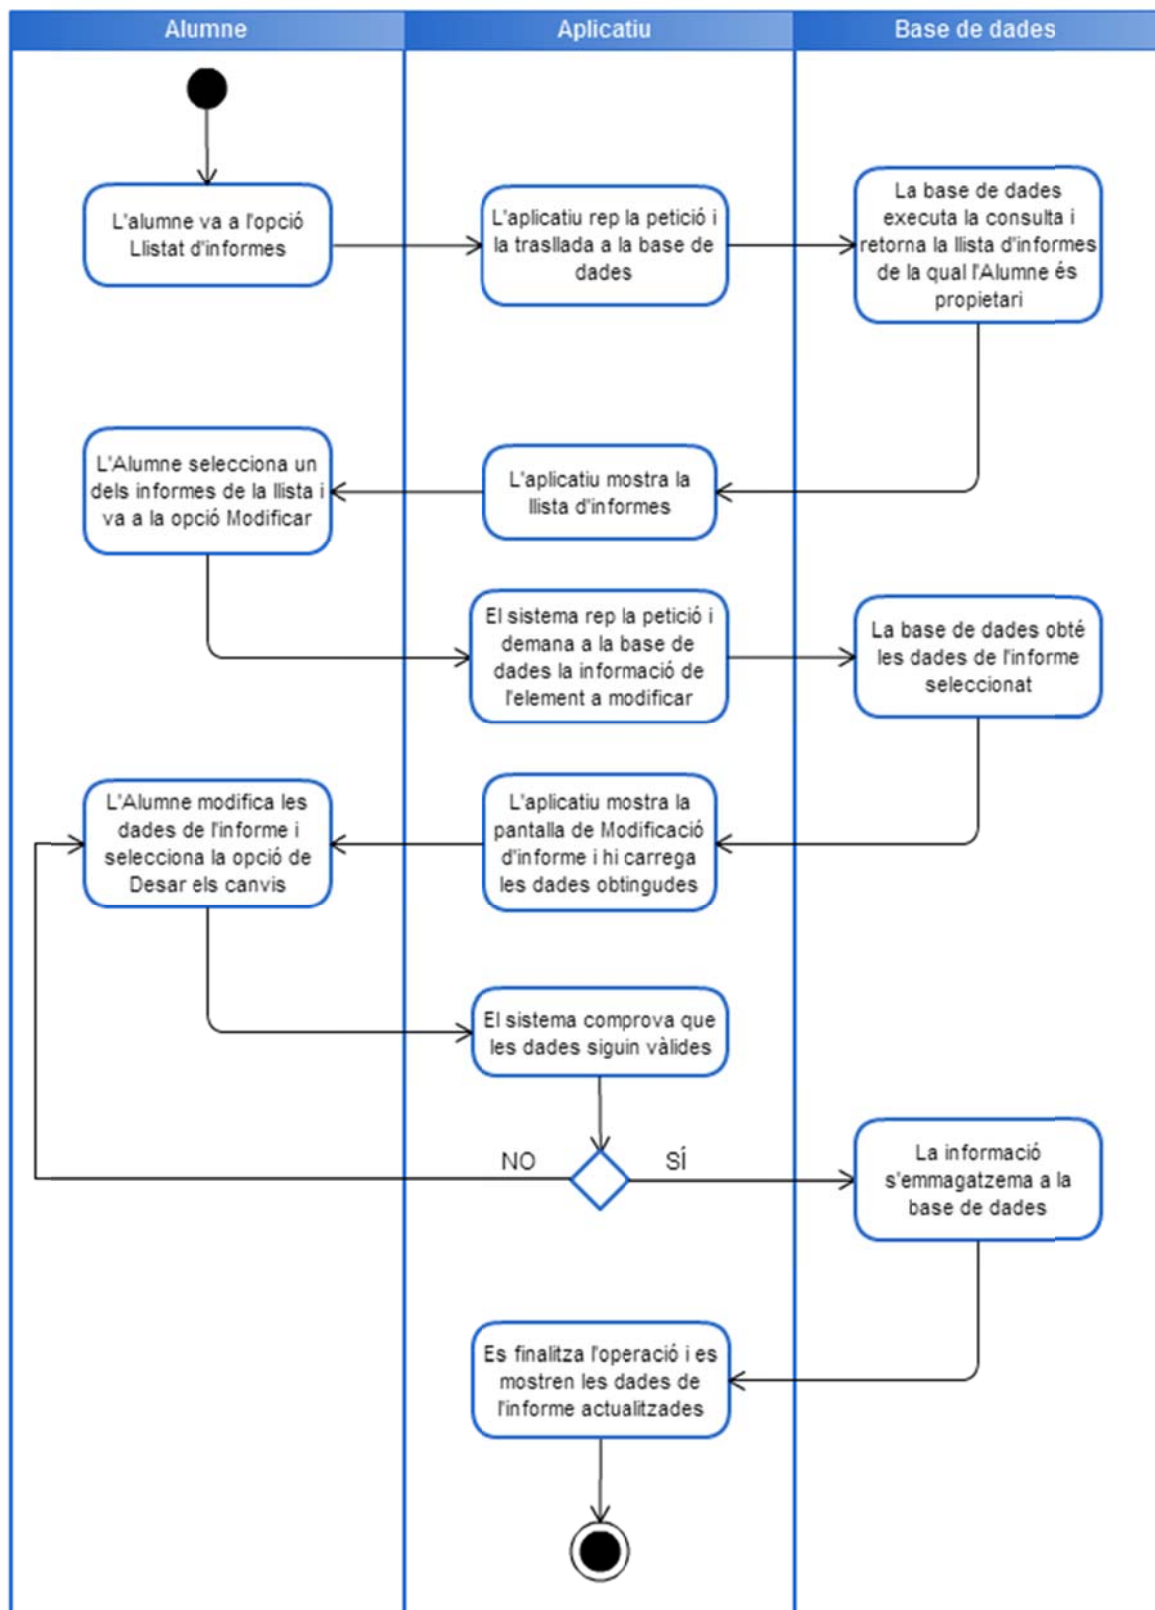 Alumne
Aplicatiu
Base de dades
L'alumne va a l'opció
Llistat d'informes
L'aplicatiu rep la petició i
la trasllada a la base de
dades
La base de dades
executa la consulta i
retorna la llista d'informes
de la qual l'Alumne és
propietari
L'Alumne selecciona un
dels informes de la llista i
va a la opció Modificar
L'aplicatiu mostra la
llista d'informes
El sistema rep la petició i
demana a la base de
dades la informació de
l'element a modificar
La base de dades obté
les dades de l'informe
seleccionat
L'Alumne modifica les
dades de l'informe i
selecciona la opció de
Desar els canvis
L'aplicatiu mostra la
pantalla de Modificació
d'informe i hi carrega
les dades obtingudes
El sistema comprova que
les dades siguin vàlides
NO
SÍ
La informació
s'emmagatzema a la
base de dades
Es finalitza l'operació i es
mostren les dades de
l'informe actualitzades